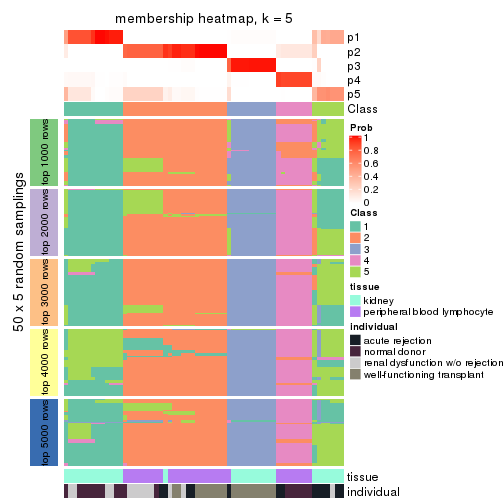 membership heatmap, k = 5
p1
p2
p3
p4
p5
Class
50 x 5 random samplings
top 1000 rows
top 2000 rows
top 3000 rows
top 4000 rows
top 5000 rows
tissue
individual
Prob
1
0.8
0.6
0.4
0.2
0
Class
1
2
3
4
5
tissue
kidney
peripheral blood lymphocyte
individual
acute rejection
normal donor
renal dysfunction w/o rejection
well-functioning transplant